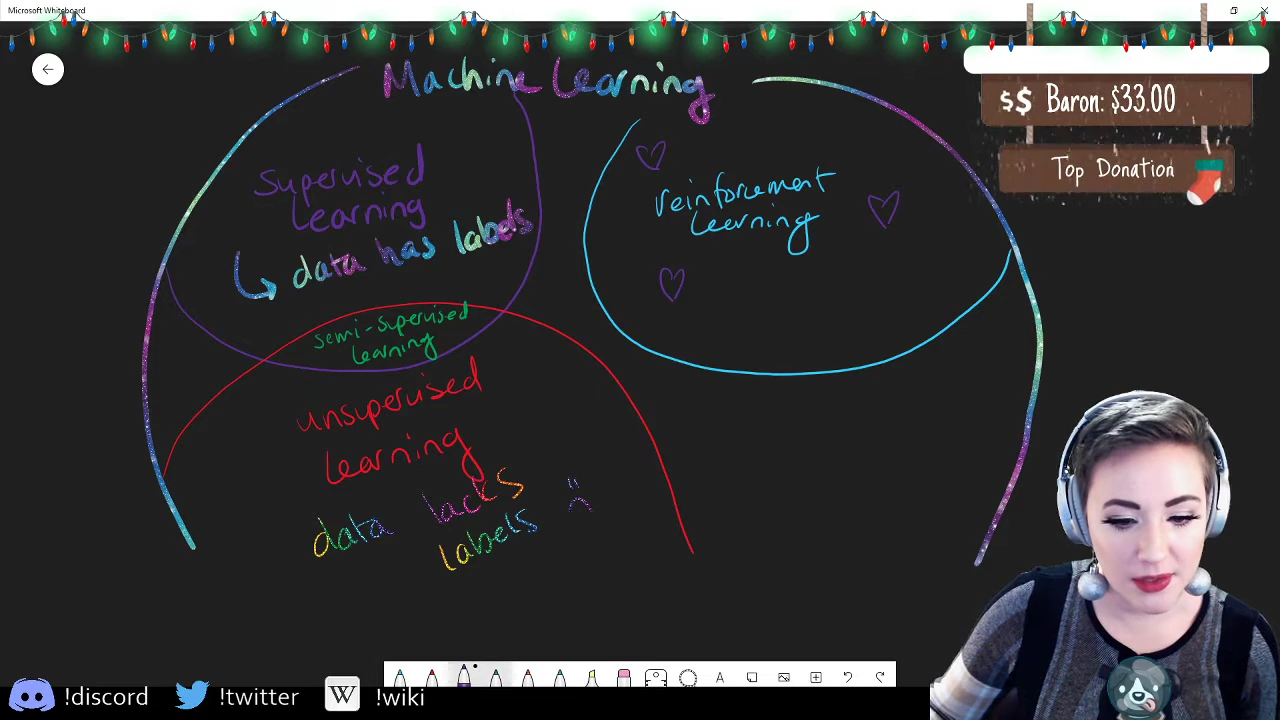 Microsoft Whiteboard
Machine Learning
$$ Baron: $33.00
Top Donation
Supervised
Learning
data has labels
reinforcement
Learning
semi-supervised
learning
unsupervised
learning
data lacks
labels
A
!discord
!twitter
W !wiki